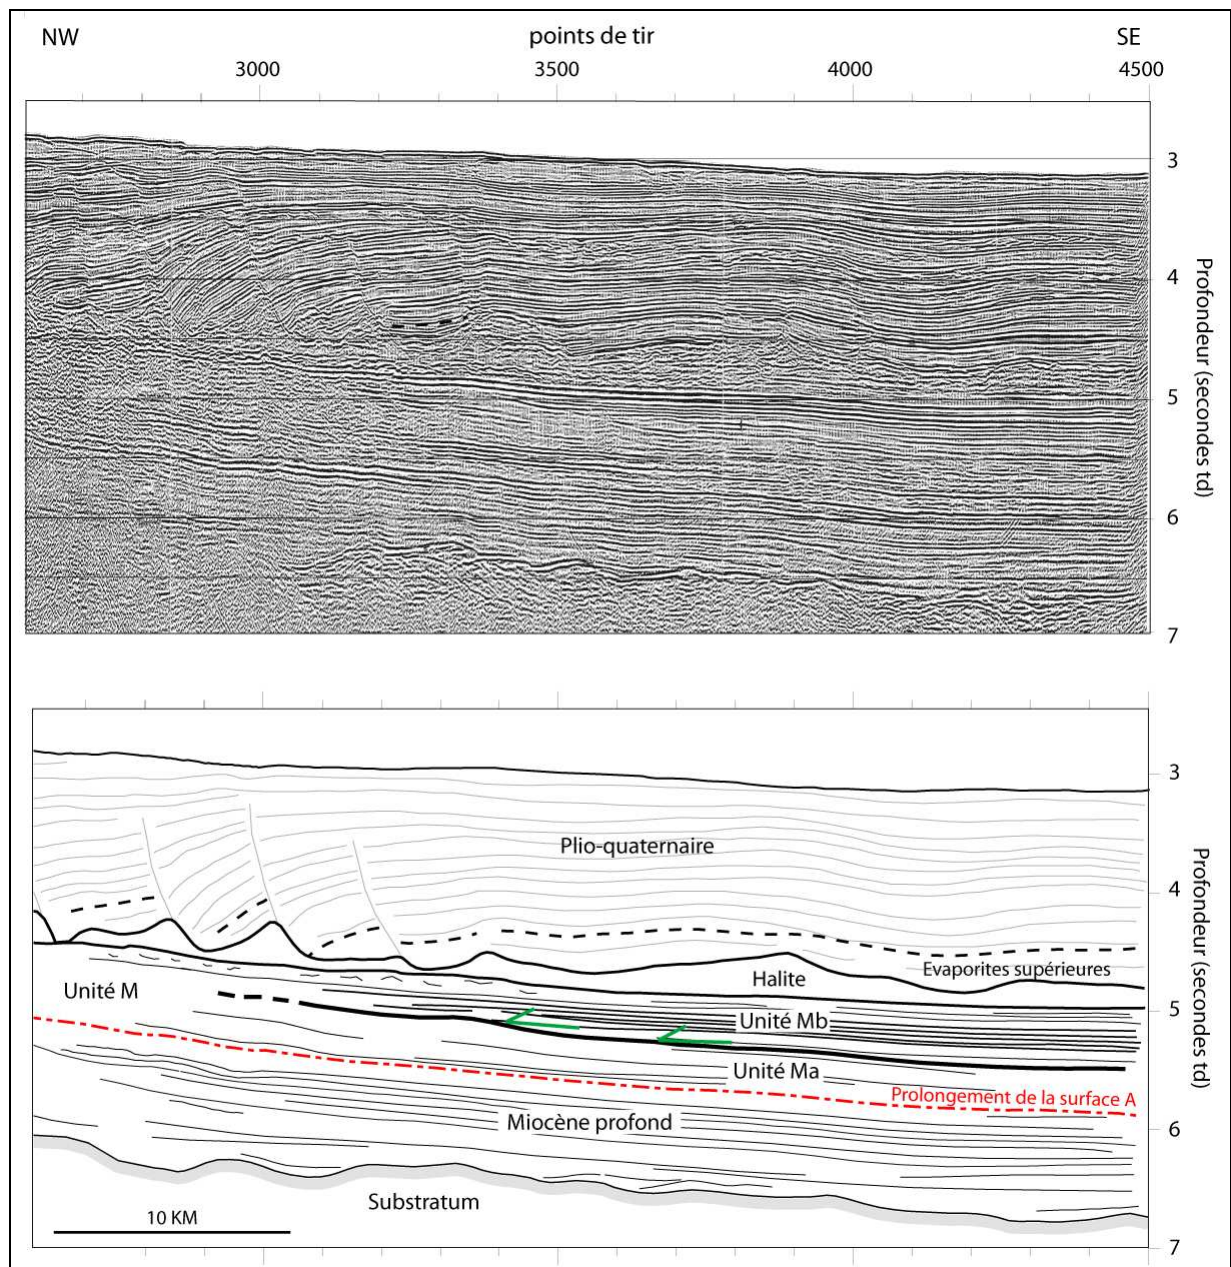 NW points de tir SE
3000 3500 4000 4500
3
4
5
6
7
Profondeur (secondes td)
3
Plio-quaternaire
4
Evaporites supérieures
Halite
Unité M
5
Unité Mb
Unité Ma
Prolongement de la surface A
Miocène profond
6
Substratum
10 KM
7
Profondeur (secondes td)